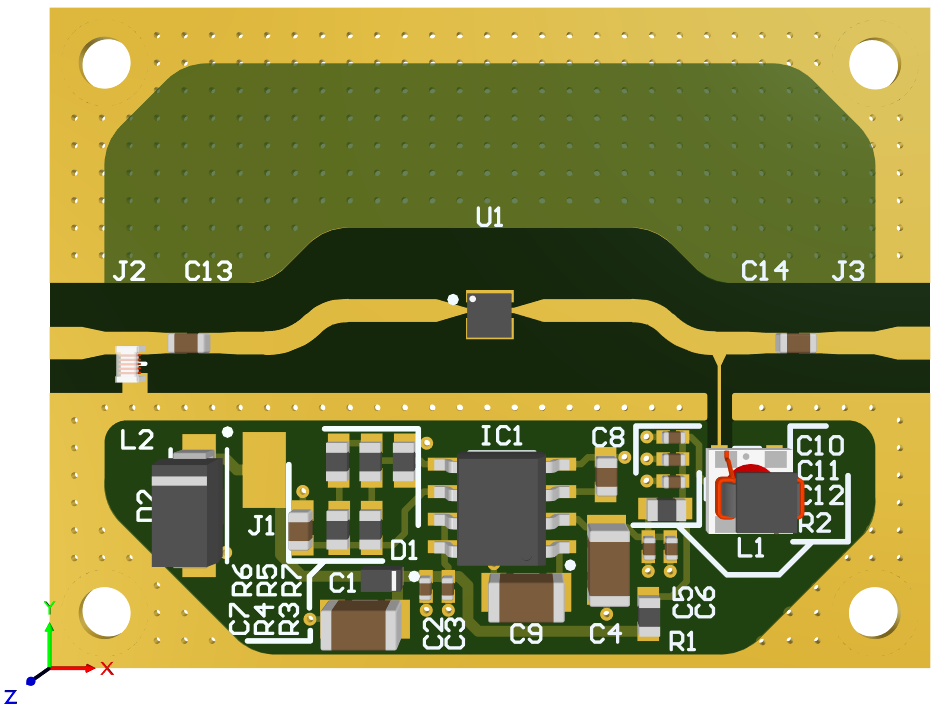 U1
J2 C13 C14 J3
IC1 C8
L2 C10
C11
D2 C12
J1 R2
D1 L1
C1
R6 R5 R7
C7 R4 R3
C2 C3
C9 C4
C5 C6
R1
Y
X
Z